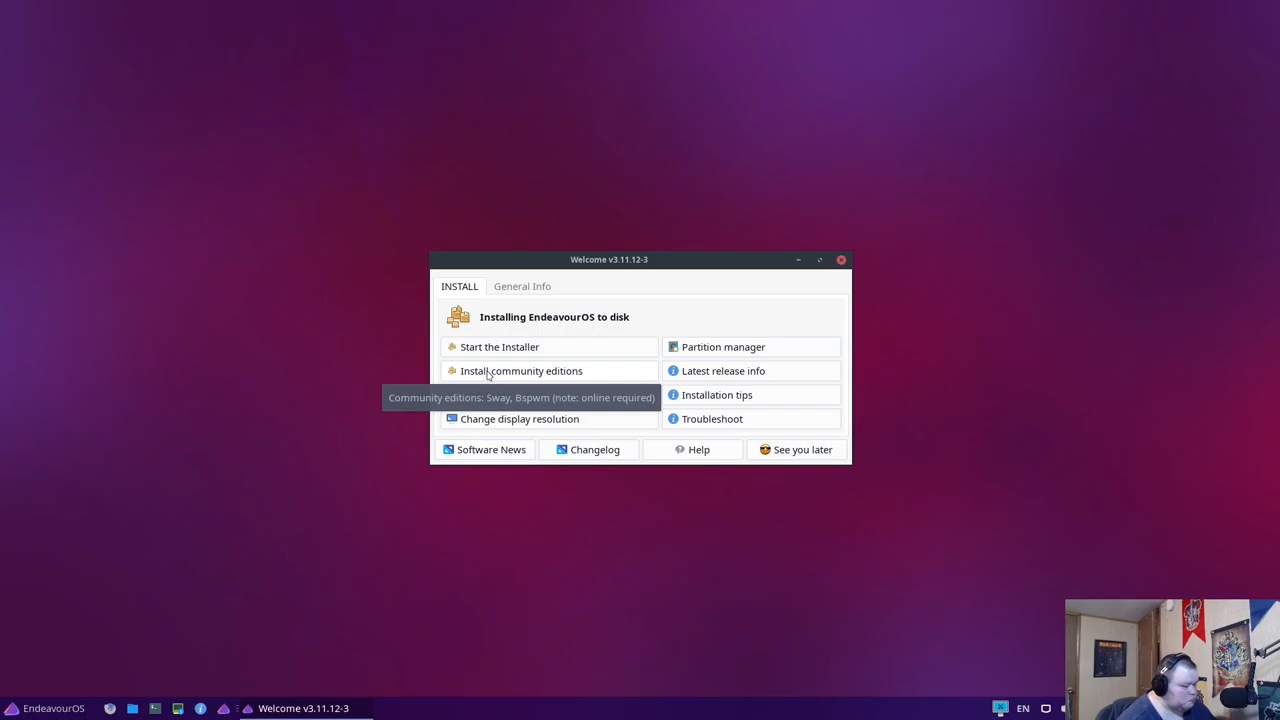 Welcome v3.11.12-3
INSTALL
General Info
Installing EndeavourOS to disk
Start the Installer
Partition manager
Install community editions
Latest release info
Community editions: Sway, Bspwm (note: online required)
Installation tips
Change display resolution
Troubleshoot
Software News
Changelog
Help
See you later
EndeavourOS
Welcome v3.11.12-3
EN